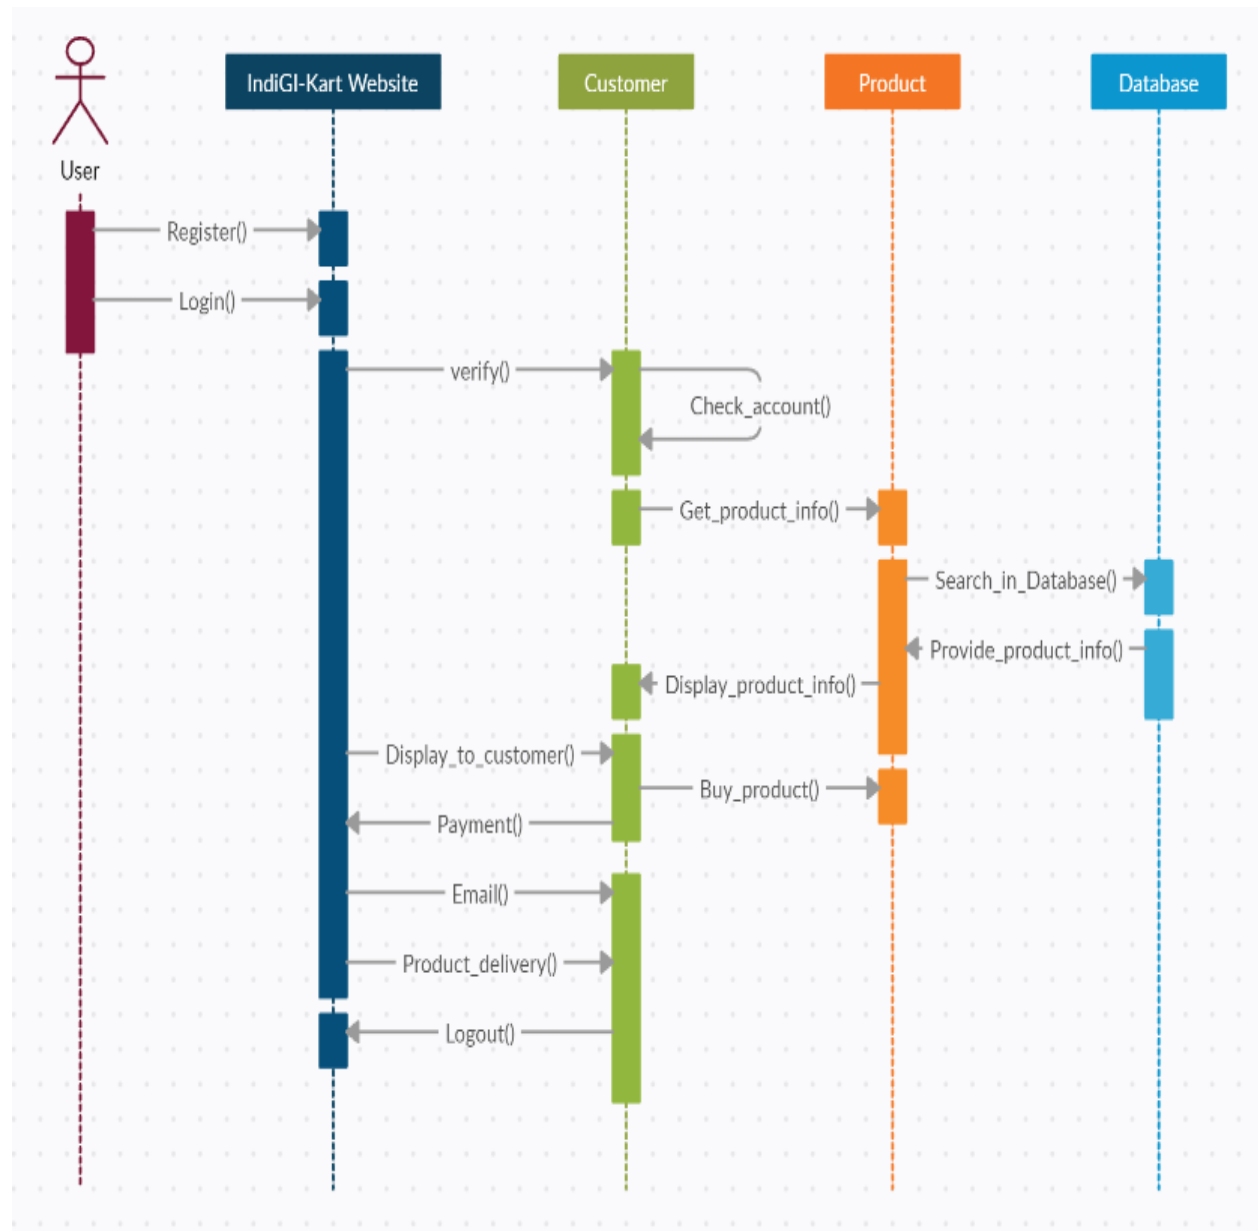 IndiGI-Kart Website
Customer
Product
Database
User
Register()
Login()
verify()
Check_account()
Get_product_info()
Search_in_Database()
Provide_product_info()
Display_product_info()
Display_to_customer()
Buy_product()
Payment()
Email()
Product_delivery()
Logout()